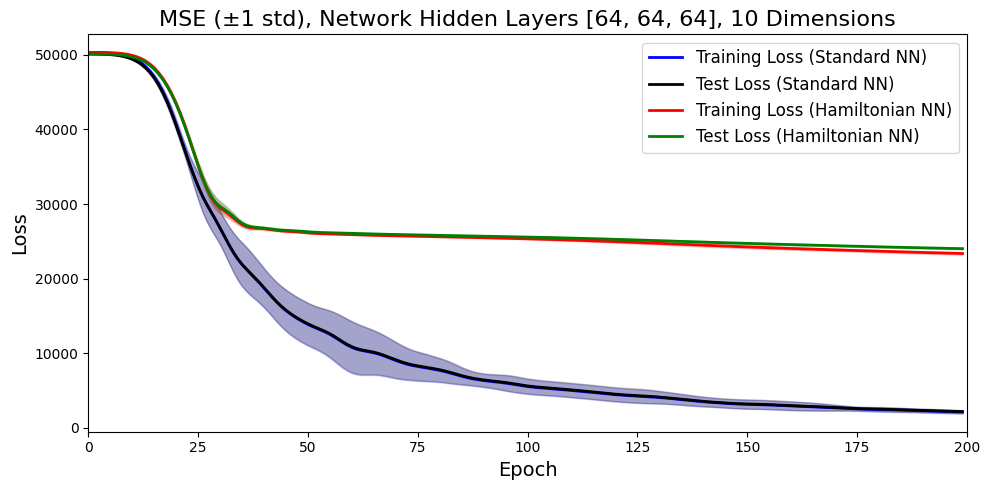 MSE (±1 std), Network Hidden Layers [64, 64, 64], 10 Dimensions
Training Loss (Standard NN)
Test Loss (Standard NN)
Training Loss (Hamiltonian NN)
Test Loss (Hamiltonian NN)
Loss
50000
40000
30000
20000
10000
0
0 25 50 75 100 125 150 175 200
Epoch